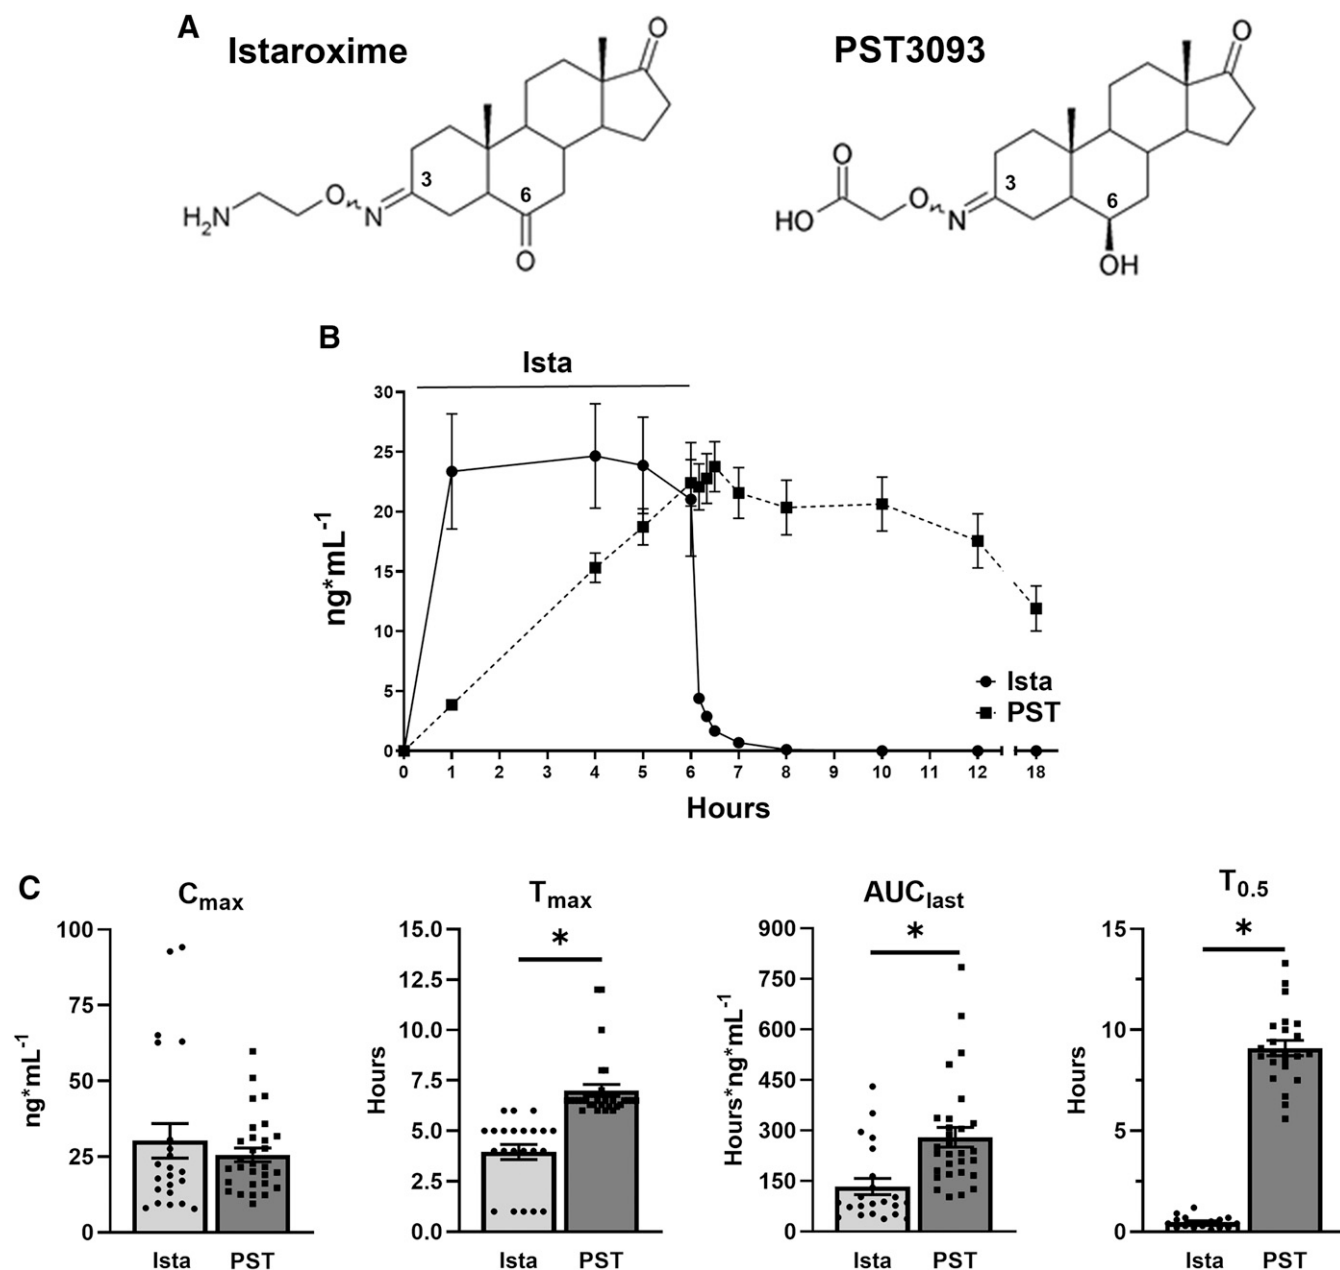 A
Istaroxime
PST3093
O
3
6
H2N
O
N
O
O
O
HO
O
N
3
6
OH
B
Ista
30
25
20
15
10
5
0
ng*mL-1
0 1 2 3 4 5 6 7 8 9 10 11 12 18
Hours
Ista
PST
C
Cmax
100
75
50
25
0
ng*mL-1
Ista PST
Tmax
*
15.0
12.5
10.0
7.5
5.0
2.5
0.0
Hours
Ista PST
AUClast
*
900
750
600
450
300
150
0
Hours*ng*mL-1
Ista PST
T0.5
*
15
10
5
0
Hours
Ista PST